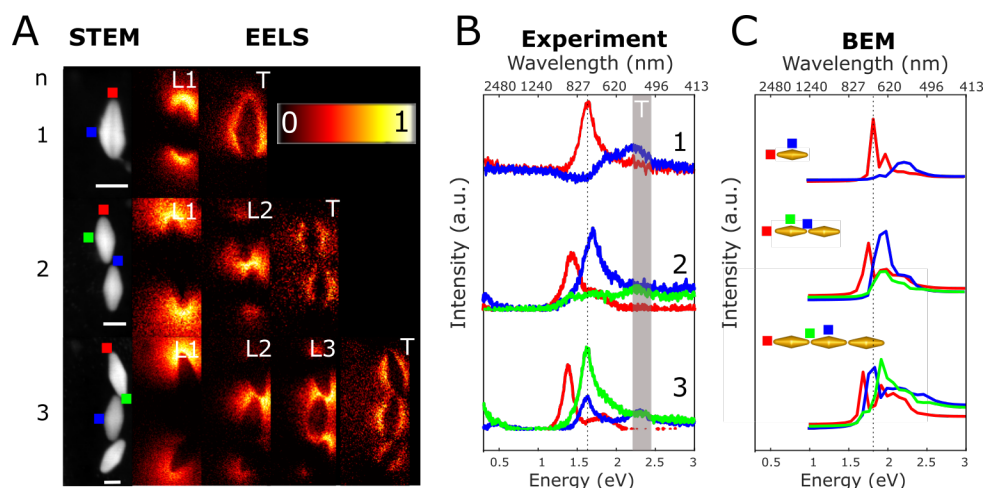 A STEM EELS
n
1
L1 T
0 1
2
L1 L2 T
3
L1 L2 L3 T
B Experiment
Wavelength (nm)
2480 1240 827 620 496 413
T
1
2
3
Intensity (a.u.)
0.5 1 1.5 2 2.5 3
Energy (eV)
C BEM
Wavelength (nm)
2480 1240 827 620 496 413
Intensity (a.u.)
0.5 1 1.5 2 2.5 3
Energy (eV)